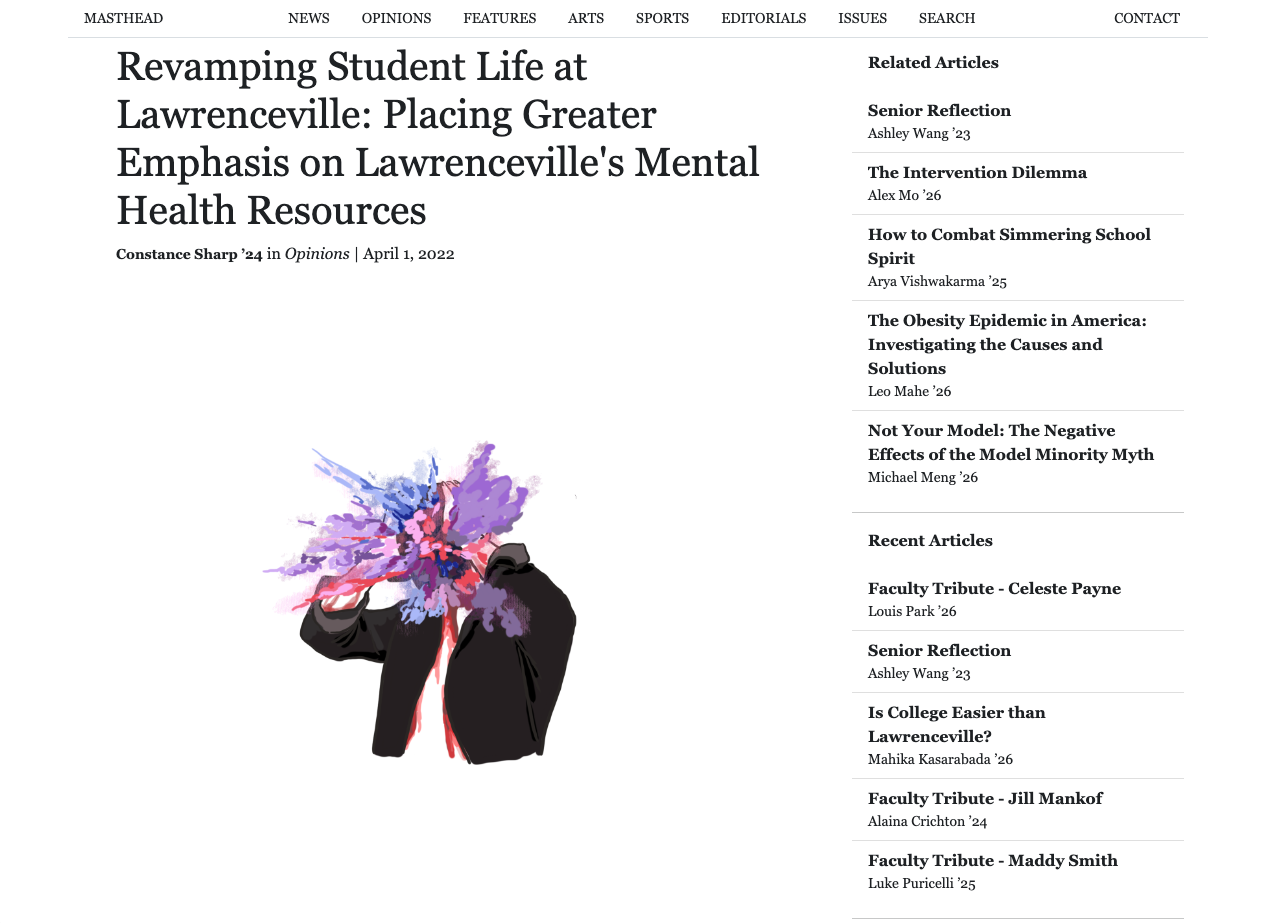 MASTHEAD NEWS OPINIONS FEATURES ARTS SPORTS EDITORIALS ISSUES SEARCH CONTACT
Revamping Student Life at
Lawrenceville: Placing Greater
Emphasis on Lawrenceville's Mental
Health Resources
Constance Sharp ’24 in Opinions | April 1, 2022
Related Articles
Senior Reflection
Ashley Wang ’23
The Intervention Dilemma
Alex Mo ’26
How to Combat Simmering School
Spirit
Arya Vishwakarma ’25
The Obesity Epidemic in America:
Investigating the Causes and
Solutions
Leo Mahe ’26
Not Your Model: The Negative
Effects of the Model Minority Myth
Michael Meng ’26
Recent Articles
Faculty Tribute - Celeste Payne
Louis Park ’26
Senior Reflection
Ashley Wang ’23
Is College Easier than
Lawrenceville?
Mahika Kasarabada ’26
Faculty Tribute - Jill Mankof
Alaina Crichton ’24
Faculty Tribute - Maddy Smith
Luke Puricelli ’25